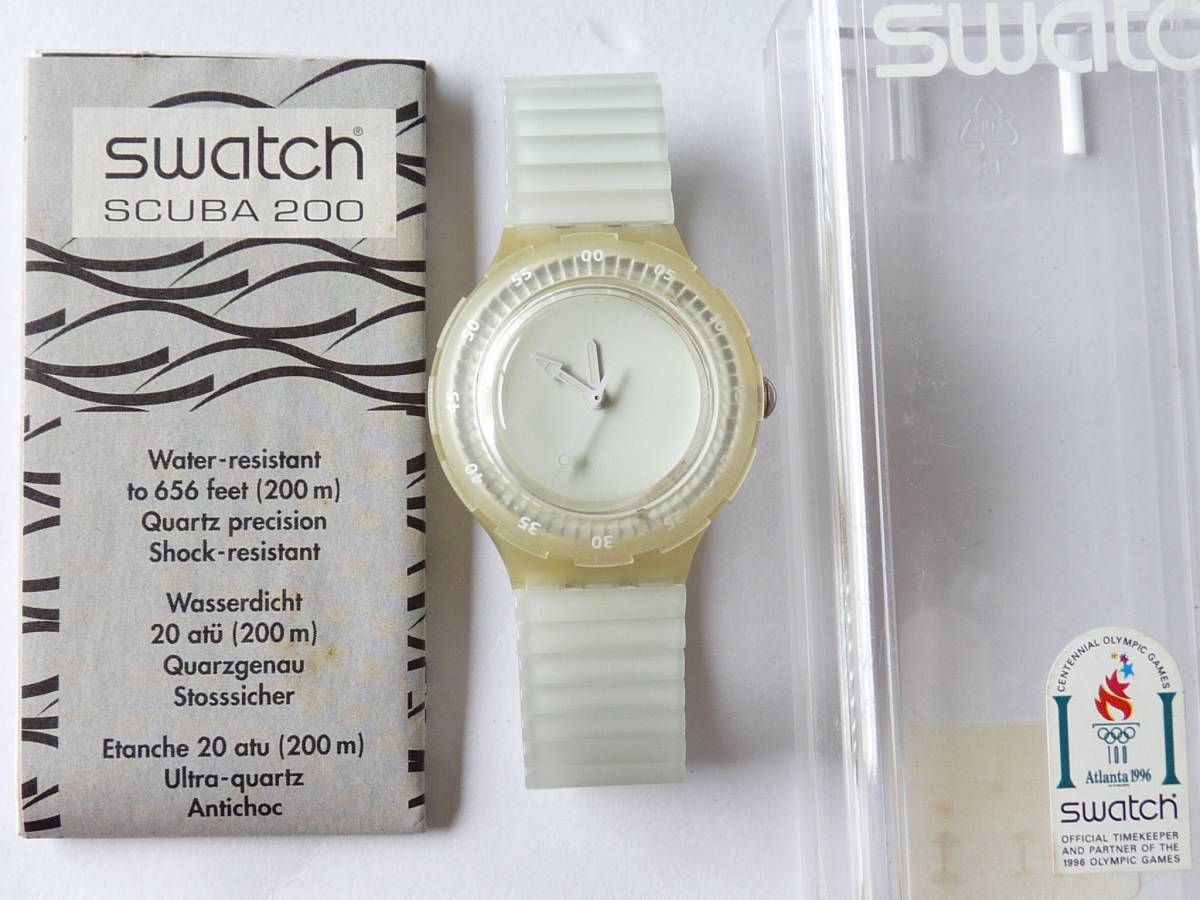 swatch®
SCUBA 200
Water-resistant
to 656 feet (200 m)
Quartz precision
Shock-resistant
Wasserdicht
20 atü (200 m)
Quarzgenau
Stosssicher
Etanche 20 atu (200 m)
Ultra-quartz
Antichoc
00
05
10
25
30
35
40
45
50
55
swatc
CENTENNIAL OLYMPIC GAMES
100
Atlanta 1996
swatch
OFFICIAL TIMEKEEPER
AND PARTNER OF THE
1996 OLYMPIC GAMES